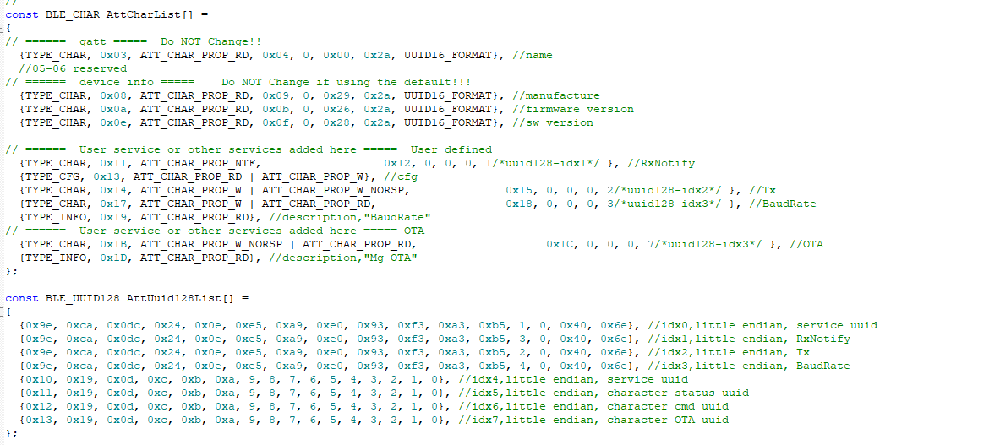 //
const BLE_CHAR AttCharList[] =
{
// ======  gatt =====  Do NOT Change!!
  {TYPE_CHAR, 0x03, ATT_CHAR_PROP_RD, 0x04, 0, 0x00, 0x2a, UUID16_FORMAT}, //name
  //05-06 reserved
// ======  device info =====    Do NOT Change if using the default!!!
  {TYPE_CHAR, 0x08, ATT_CHAR_PROP_RD, 0x09, 0, 0x29, 0x2a, UUID16_FORMAT}, //manufacture
  {TYPE_CHAR, 0x0a, ATT_CHAR_PROP_RD, 0x0b, 0, 0x26, 0x2a, UUID16_FORMAT}, //firmware version
  {TYPE_CHAR, 0x0e, ATT_CHAR_PROP_RD, 0x0f, 0, 0x28, 0x2a, UUID16_FORMAT}, //sw version
// ======  User service or other services added here =====  User defined
  {TYPE_CHAR, 0x11, ATT_CHAR_PROP_NTF,                  0x12, 0, 0, 0, 1/*uuid128-idx1*/ }, //RxNotify
  {TYPE_CFG, 0x13, ATT_CHAR_PROP_RD | ATT_CHAR_PROP_W}, //cfg
  {TYPE_CHAR, 0x14, ATT_CHAR_PROP_W | ATT_CHAR_PROP_W_NORSP,              0x15, 0, 0, 0, 2/*uuid128-idx2*/ }, //Tx
  {TYPE_CHAR, 0x17, ATT_CHAR_PROP_W | ATT_CHAR_PROP_RD,                   0x18, 0, 0, 0, 3/*uuid128-idx3*/ }, //BaudRate
  {TYPE_INFO, 0x19, ATT_CHAR_PROP_RD}, //description,"BaudRate"
// ======  User service or other services added here ===== OTA
  {TYPE_CHAR, 0x1B, ATT_CHAR_PROP_W_NORSP | ATT_CHAR_PROP_RD,                   0x1C, 0, 0, 0, 7/*uuid128-idx3*/ }, //OTA
  {TYPE_INFO, 0x1D, ATT_CHAR_PROP_RD}, //description,"Mg OTA"
};
const BLE_UUID128 AttUuid128List[] =
{
  {0x9e, 0xca, 0x0dc, 0x24, 0x0e, 0xe5, 0xa9, 0xe0, 0x93, 0xf3, 0xa3, 0xb5, 1, 0, 0x40, 0x6e}, //idx0,little endian, service uuid
  {0x9e, 0xca, 0x0dc, 0x24, 0x0e, 0xe5, 0xa9, 0xe0, 0x93, 0xf3, 0xa3, 0xb5, 3, 0, 0x40, 0x6e}, //idx1,little endian, RxNotify
  {0x9e, 0xca, 0x0dc, 0x24, 0x0e, 0xe5, 0xa9, 0xe0, 0x93, 0xf3, 0xa3, 0xb5, 2, 0, 0x40, 0x6e}, //idx2,little endian, Tx
  {0x9e, 0xca, 0x0dc, 0x24, 0x0e, 0xe5, 0xa9, 0xe0, 0x93, 0xf3, 0xa3, 0xb5, 4, 0, 0x40, 0x6e}, //idx3,little endian, BaudRate
  {0x10, 0x19, 0x0d, 0xc, 0xb, 0xa, 9, 8, 7, 6, 5, 4, 3, 2, 1, 0}, //idx4,little endian, service uuid
  {0x11, 0x19, 0x0d, 0xc, 0xb, 0xa, 9, 8, 7, 6, 5, 4, 3, 2, 1, 0}, //idx5,little endian, character status uuid
  {0x12, 0x19, 0x0d, 0xc, 0xb, 0xa, 9, 8, 7, 6, 5, 4, 3, 2, 1, 0}, //idx6,little endian, character cmd uuid
  {0x13, 0x19, 0x0d, 0xc, 0xb, 0xa, 9, 8, 7, 6, 5, 4, 3, 2, 1, 0}, //idx7,little endian, character OTA uuid
};